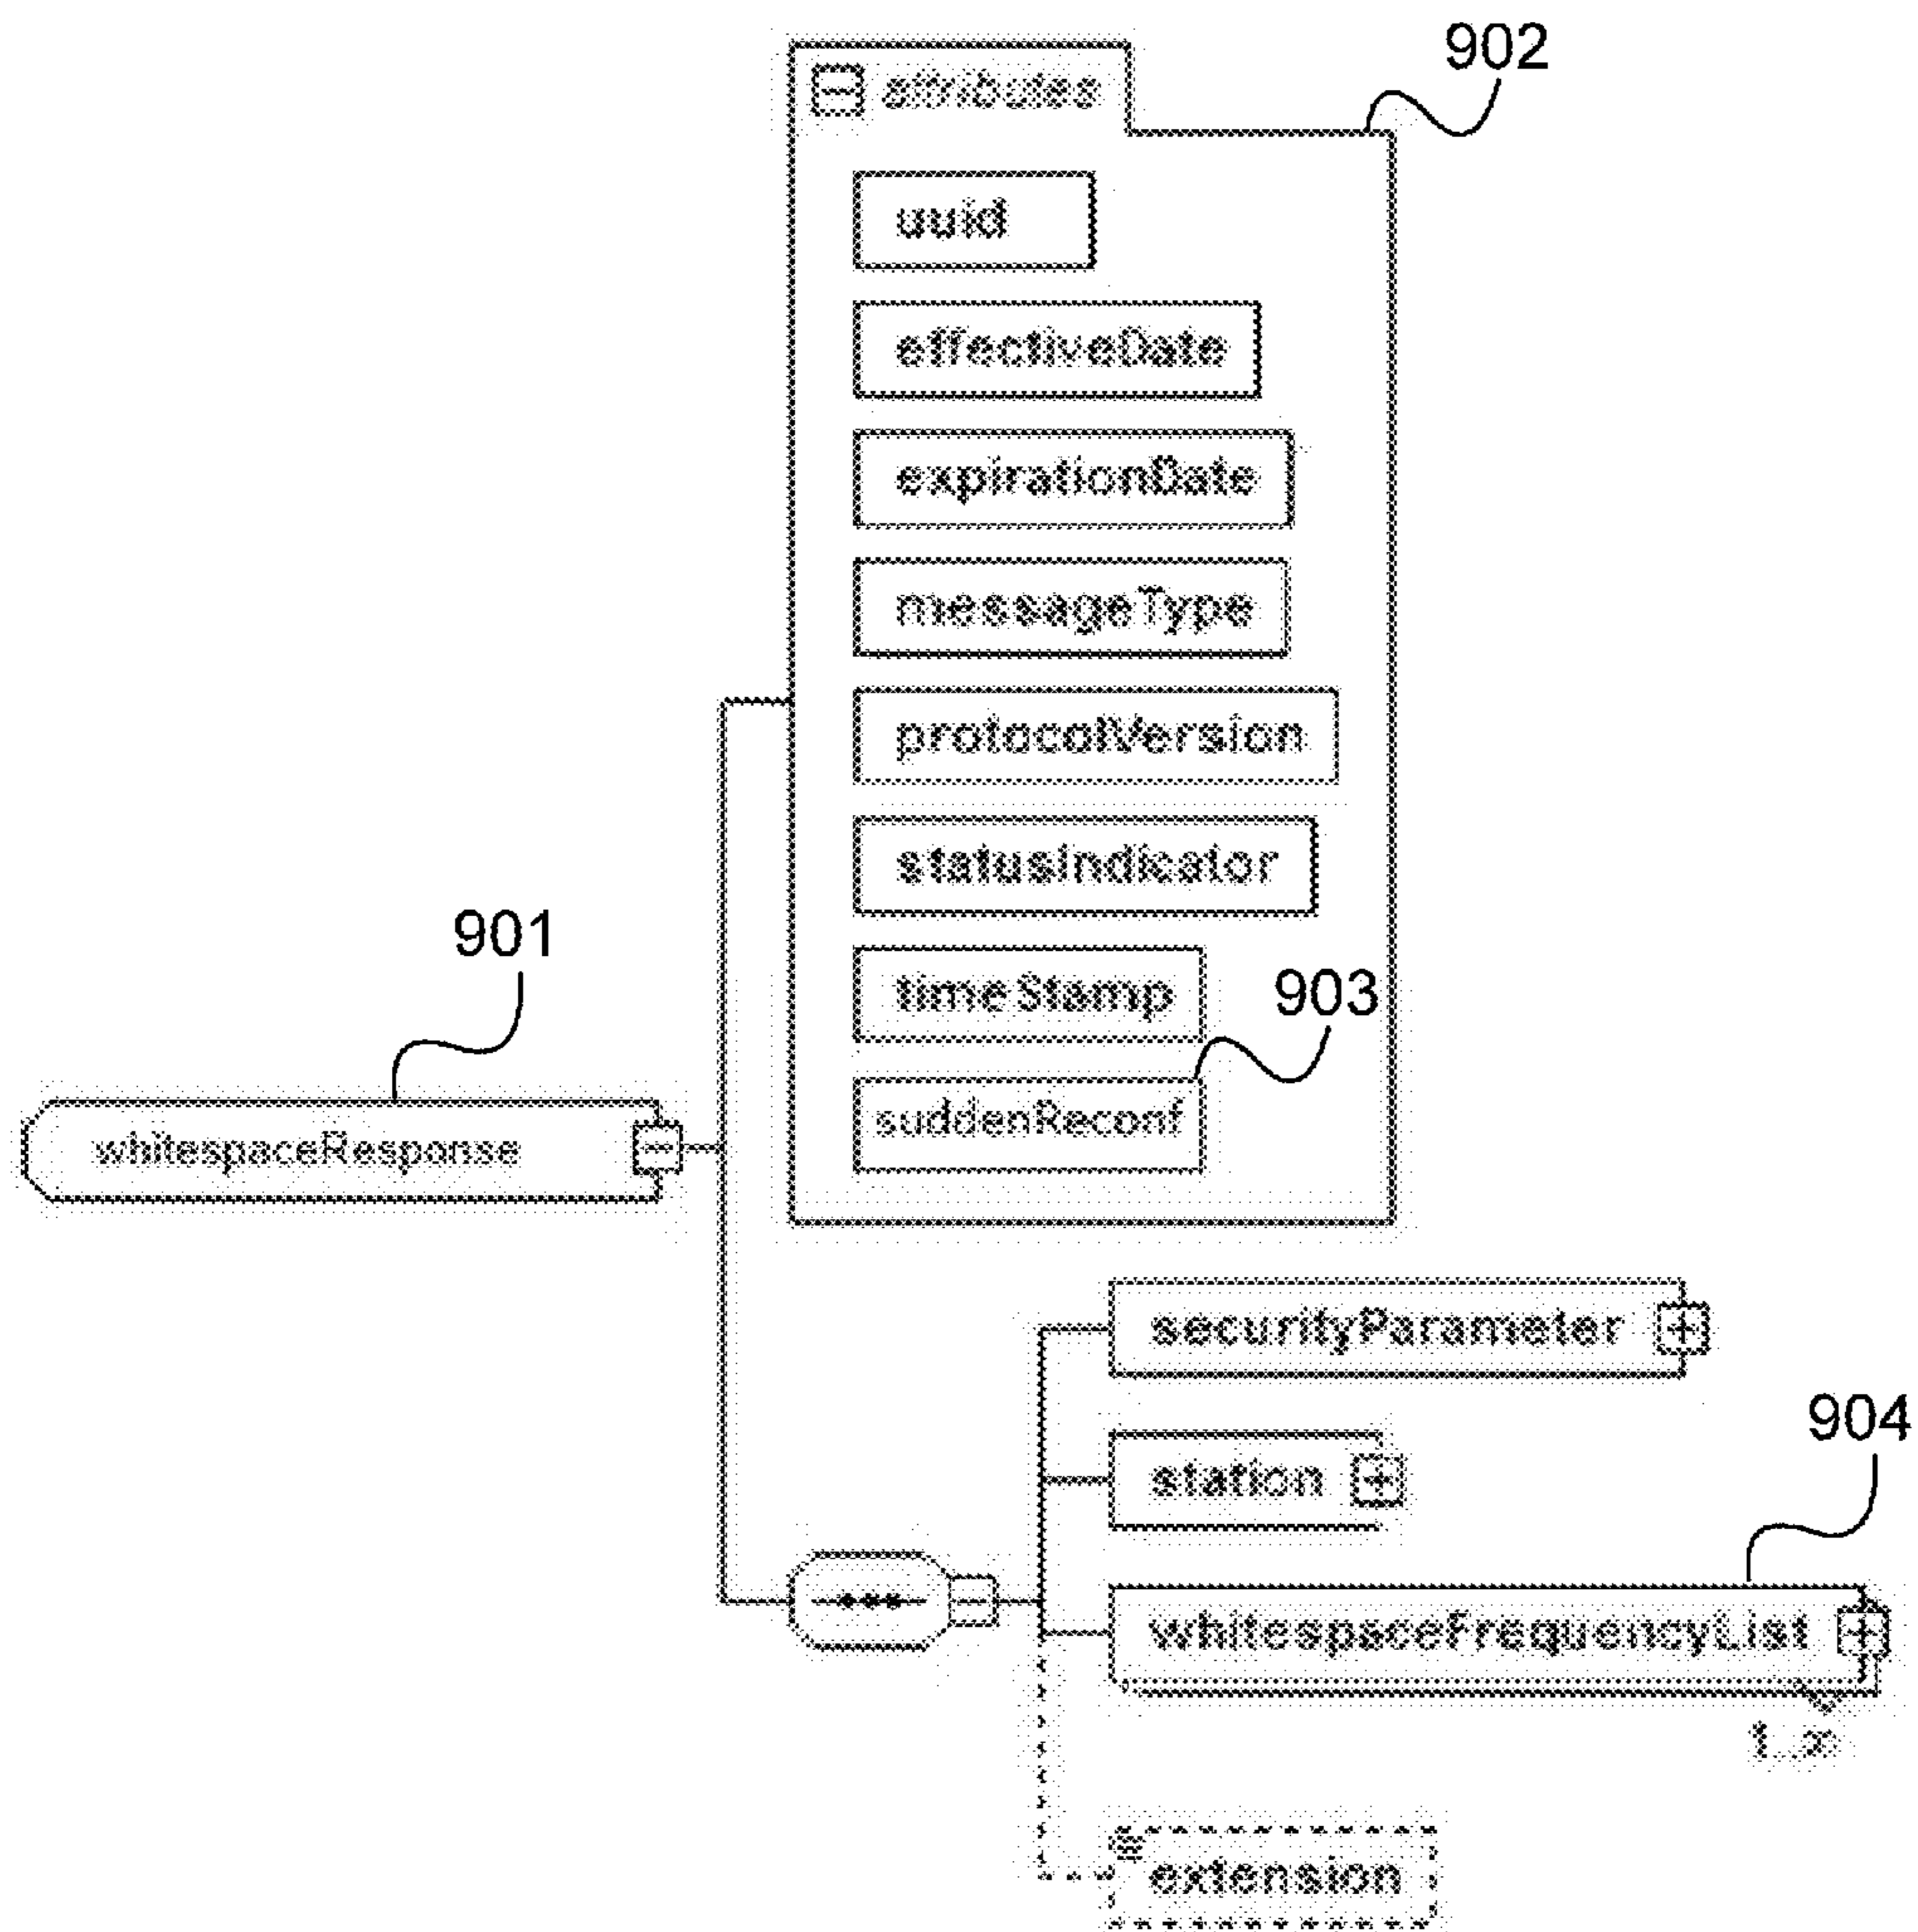 902
attributes
uuid
effectiveDate
expirationDate
messageType
protocolVersion
statusIndicator
timeStamp
903
suddenReconf
901
whitespaceResponse
securityParameter
station
904
whitespaceFrequencyList
1..∞
extension